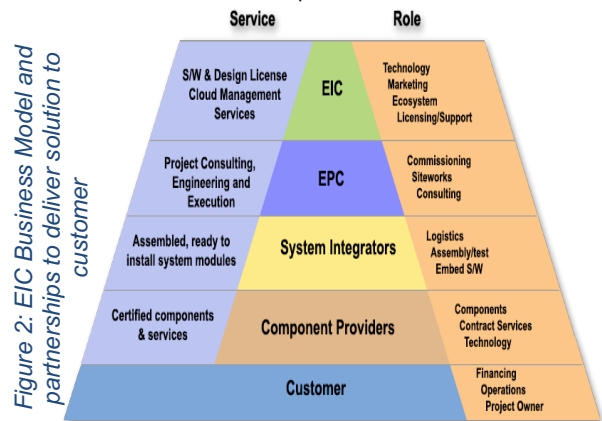 Service
Role
S/W & Design License
Cloud Management
Services
EIC
Technology
Marketing
Ecosystem
Licensing/Support
Project Consulting,
Engineering and
Execution
EPC
Commissioning
Siteworks
Consulting
Assembled, ready to
install system modules
System Integrators
Logistics
Assembly/test
Embed S/W
Certified components
& services
Component Providers
Components
Contract Services
Technology
Customer
Financing
Operations
Project Owner
Figure 2: EIC Business Model and
partnerships to deliver solution to
customer